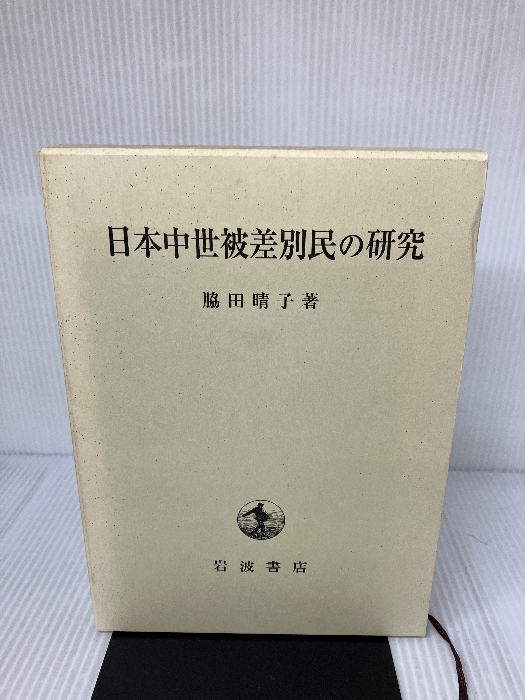 日本中世被差別民の研究
脇田晴子著
岩波書店